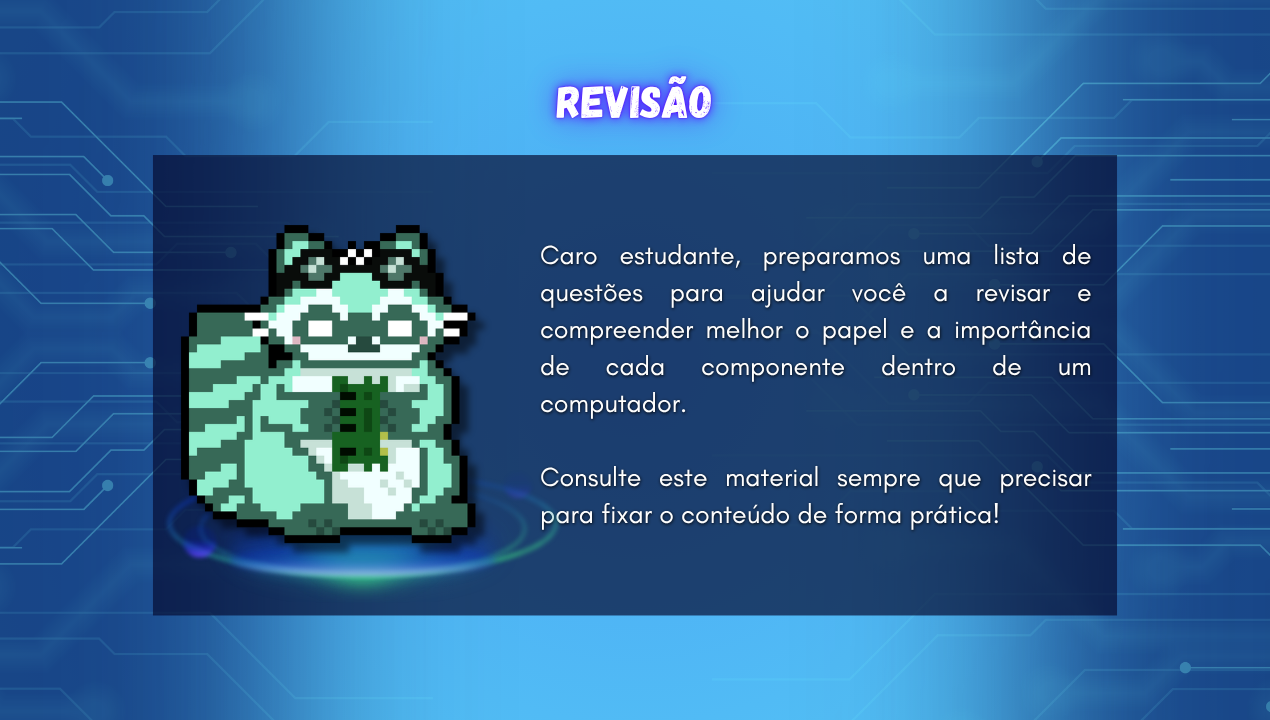 REVISÃO
Caro estudante, preparamos uma lista de
questões para ajudar você a revisar e
compreender melhor o papel e a importância
de cada componente dentro de um
computador.
Consulte este material sempre que precisar
para fixar o conteúdo de forma prática!